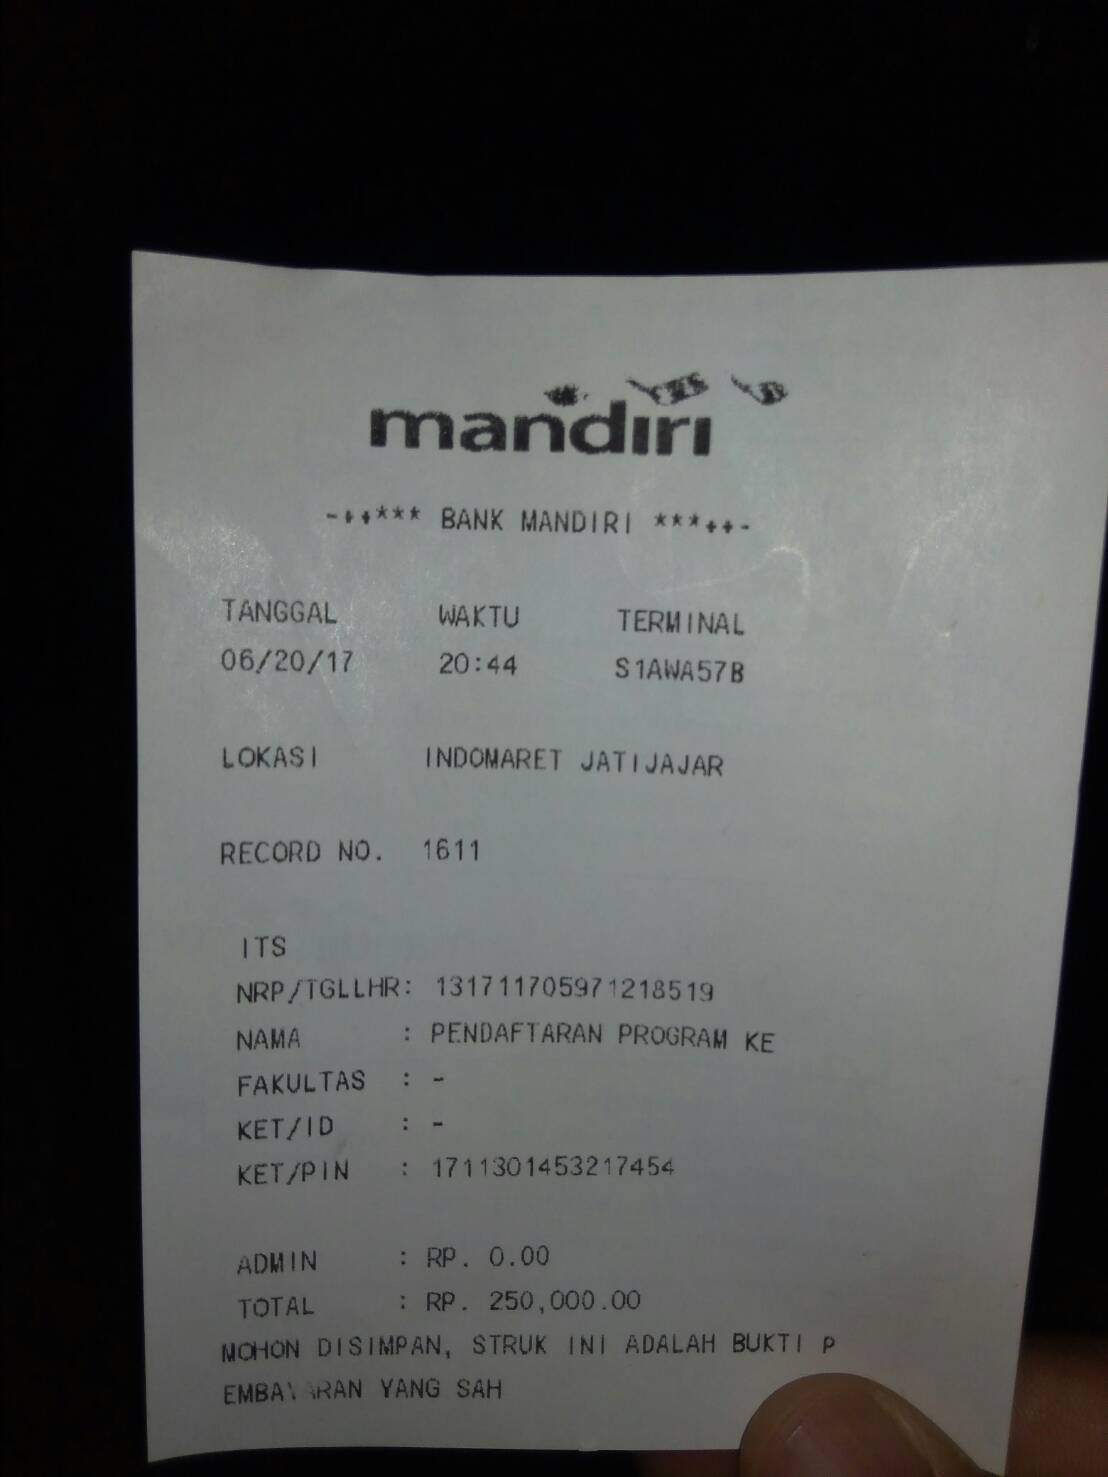 mandiri
-++*** BANK MANDIRI ***++-
TANGGAL WAKTU TERMINAL
06/20/17 20:44 S1AWA57B
LOKASI INDOMARET JATIJAJAR
RECORD NO. 1611
ITS
NRP/TGLLHR: 131711705971218519
NAMA : PENDAFTARAN PROGRAM KE
FAKULTAS : -
KET/ID : -
KET/PIN : 1711301453217454
ADMIN : RP. 0.00
TOTAL : RP. 250,000.00
MOHON DISIMPAN, STRUK INI ADALAH BUKTI P
EMBAYARAN YANG SAH